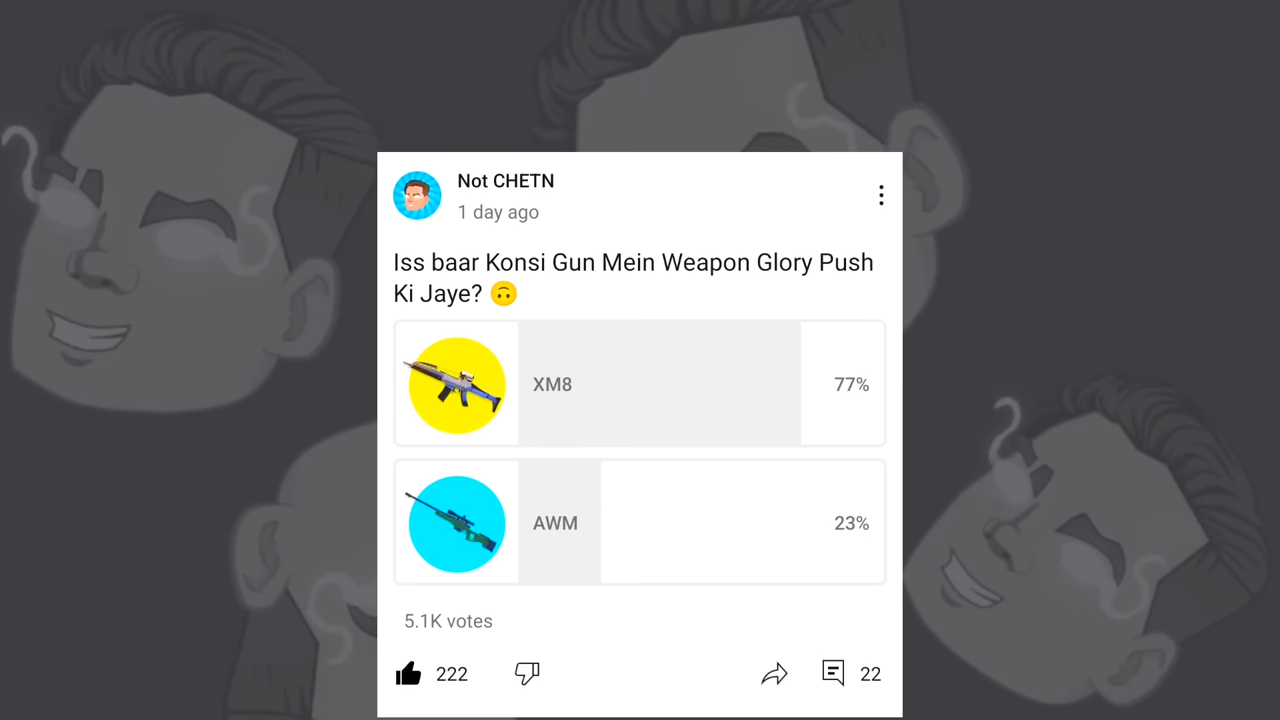 Not CHETN
1 day ago
Iss baar Konsi Gun Mein Weapon Glory Push
Ki Jaye? 🙃
XM8
77%
AWM
23%
5.1K votes
222
22